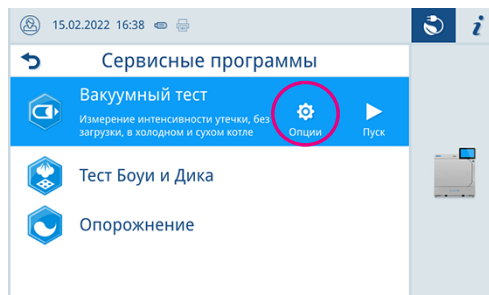 15.02.2022 16:38
i
Сервисные программы
Вакуумный тест
Измерение интенсивности утечки, без
загрузки, в холодном и сухом котле
Опции
Пуск
Тест Боуи и Дика
Опорожнение